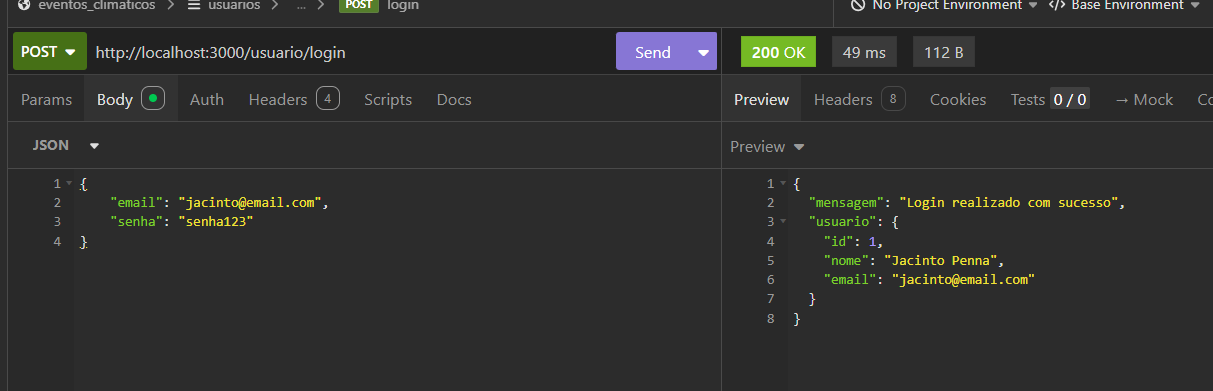 eventos_climaticos > usuarios > ... > POST login
No Project Environment Base Environment
POST http://localhost:3000/usuario/login Send
200 OK 49 ms 112 B
Params Body Auth Headers 4 Scripts Docs
Preview Headers 8 Cookies Tests 0 / 0 → Mock
JSON
Preview
1 {
2 "email": "jacinto@email.com",
3 "senha": "senha123"
4 }
1 {
2 "mensagem": "Login realizado com sucesso",
3 "usuario": {
4 "id": 1,
5 "nome": "Jacinto Penna",
6 "email": "jacinto@email.com"
7 }
8 }